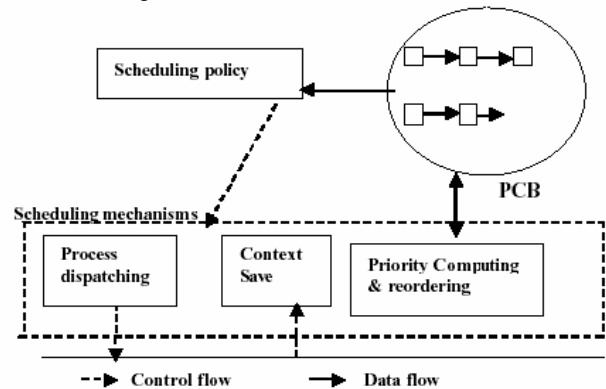 Scheduling policy
PCB
Scheduling mechanisms
Process
dispatching
Context
Save
Priority Computing
& reordering
Control flow
Data flow